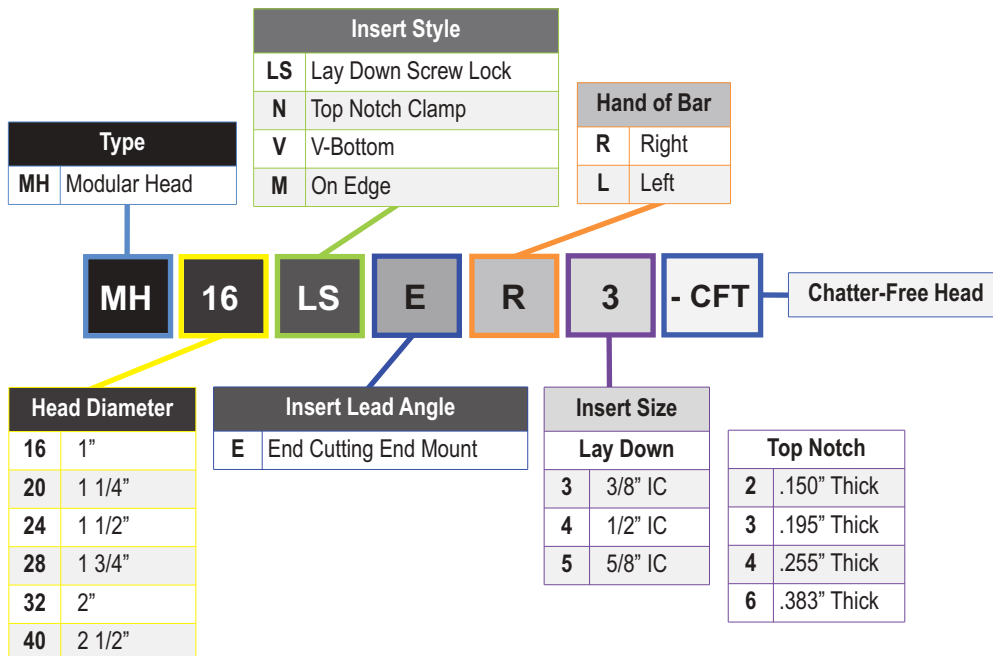 Insert Style
LS Lay Down Screw Lock
N Top Notch Clamp
V V-Bottom
M On Edge
Hand of Bar
R Right
L Left
Type
MH Modular Head
MH 16 LS E R 3 - CFT Chatter-Free Head
Head Diameter
16 1”
20 1 1/4”
24 1 1/2”
28 1 3/4”
32 2”
40 2 1/2”
Insert Lead Angle
E End Cutting End Mount
Insert Size
Lay Down
3 3/8” IC
4 1/2” IC
5 5/8” IC
Top Notch
2 .150” Thick
3 .195” Thick
4 .255” Thick
6 .383” Thick